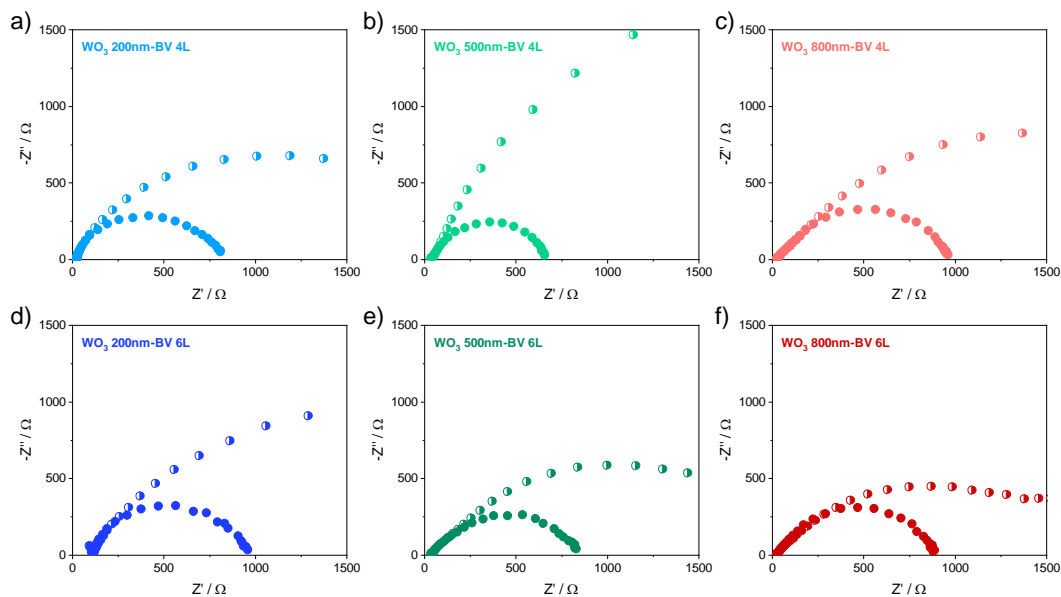 a)
WO₃ 200nm-BV 4L
1500
1000
500
0
0 500 1000 1500
-Z'' / Ω
Z' / Ω
b)
WO₃ 500nm-BV 4L
1500
1000
500
0
0 500 1000 1500
-Z'' / Ω
Z' / Ω
c)
WO₃ 800nm-BV 4L
1500
1000
500
0
0 500 1000 1500
-Z'' / Ω
Z' / Ω
d)
WO₃ 200nm-BV 6L
1500
1000
500
0
0 500 1000 1500
-Z'' / Ω
Z' / Ω
e)
WO₃ 500nm-BV 6L
1500
1000
500
0
0 500 1000 1500
-Z'' / Ω
Z' / Ω
f)
WO₃ 800nm-BV 6L
1500
1000
500
0
0 500 1000 1500
-Z'' / Ω
Z' / Ω